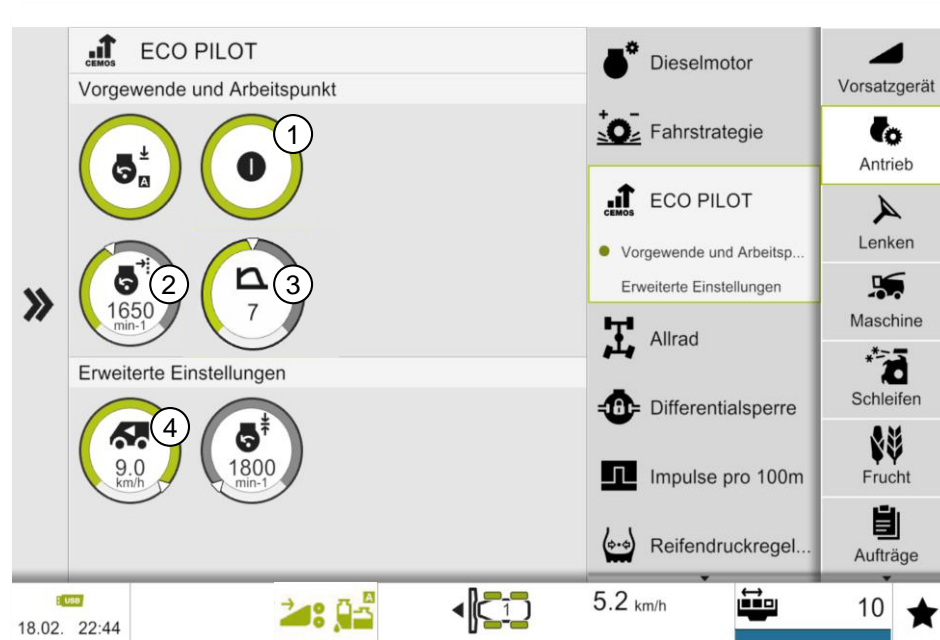 CEMOS
ECO PILOT
Vorgewende und Arbeitspunkt
A
1
2
1650
min-1
3
7
Erweiterte Einstellungen
4
9.0
km/h
1800
min-1
Dieselmotor
Fahrstrategie
CEMOS
ECO PILOT
Vorgewende und Arbeitsp...
Erweiterte Einstellungen
Allrad
Differentialsperre
Impulse pro 100m
Reifendruckregel...
Vorsatzgerät
Antrieb
Lenken
Maschine
Schleifen
Frucht
Aufträge
USB
18.02. 22:44
A
1
5.2 km/h
10